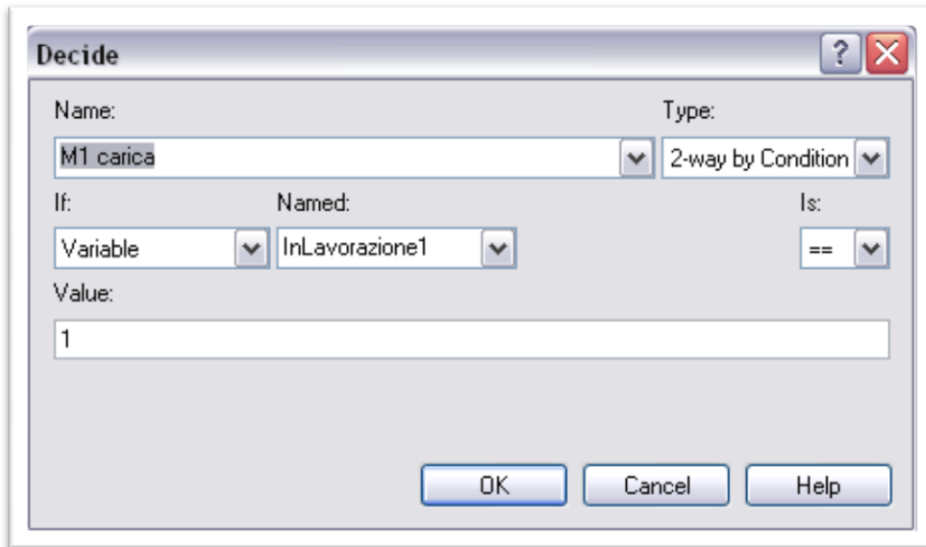 Decide ?
Name: Type:
M1 carica 2-way by Condition
If: Named: Is:
Variable InLavorazione1 ==
Value:
1
OK Cancel Help